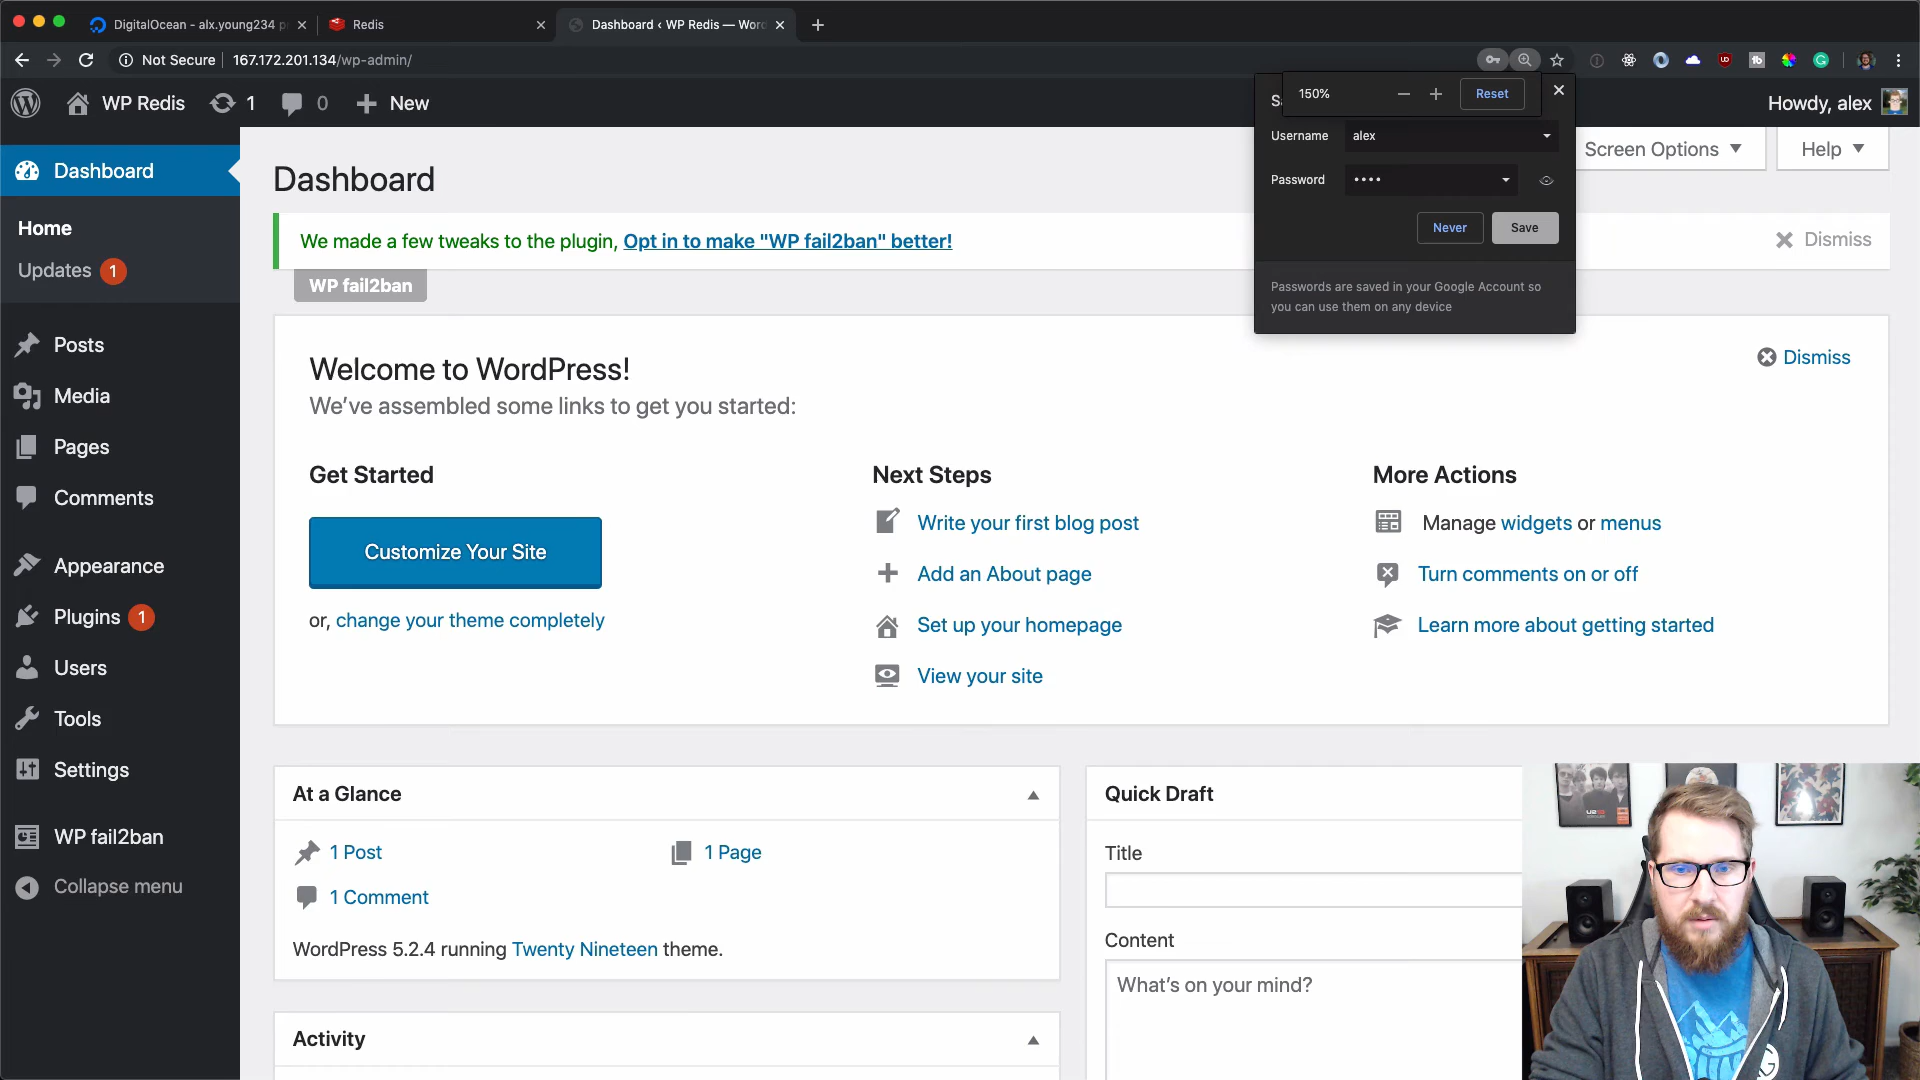 DigitalOcean - alx.young234 p
Redis
Dashboard ‹ WP Redis — Wor
Not Secure
167.172.201.134/wp-admin/
WP Redis
1
0
New
Howdy, alex
150%
Reset
Username
alex
Password
••••
Never
Save
Passwords are saved in your Google Account so
you can use them on any device
Screen Options
Help
Dashboard
Home
Updates 1
Posts
Media
Pages
Comments
Appearance
Plugins 1
Users
Tools
Settings
WP fail2ban
Collapse menu
Dashboard
We made a few tweaks to the plugin, Opt in to make "WP fail2ban" better!
Dismiss
WP fail2ban
Welcome to WordPress!
We’ve assembled some links to get you started:
Dismiss
Get Started
Customize Your Site
or, change your theme completely
Next Steps
Write your first blog post
Add an About page
Set up your homepage
View your site
More Actions
Manage widgets or menus
Turn comments on or off
Learn more about getting started
At a Glance
1 Post
1 Page
1 Comment
WordPress 5.2.4 running Twenty Nineteen theme.
Activity
Quick Draft
Title
Content
What’s on your mind?